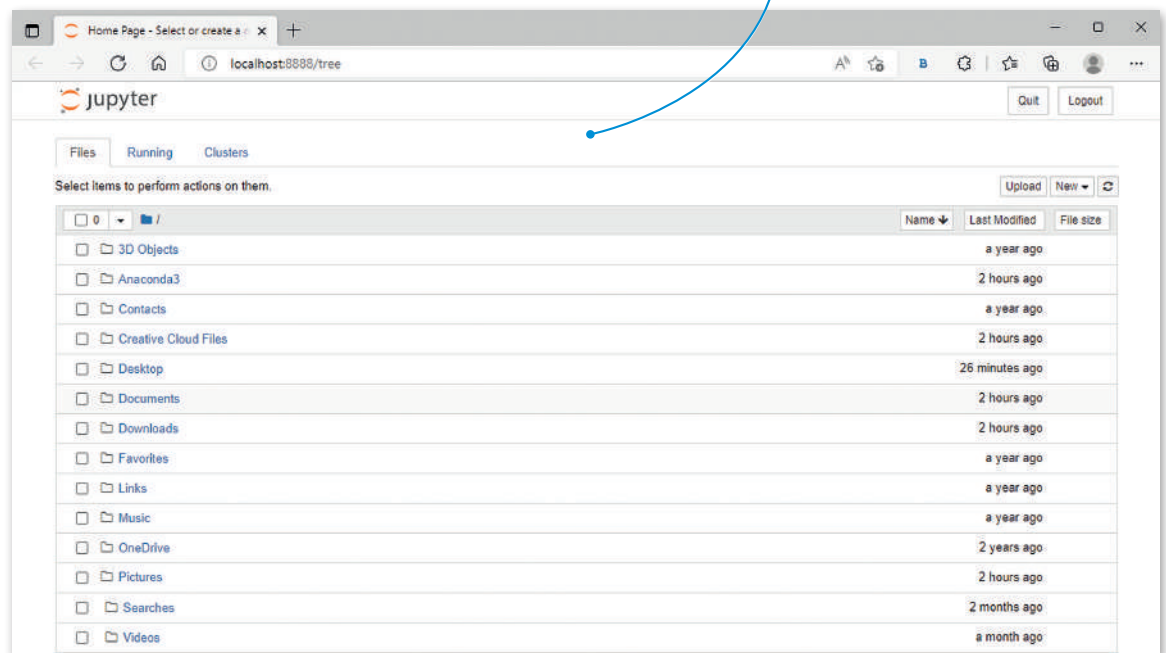 Home Page - Select or create a
localhost:8888/tree
B
jupyter
Quit Logout
Files Running Clusters
Select items to perform actions on them.
Upload New
0 /
Name Last Modified File size
3D Objects a year ago
Anaconda3 2 hours ago
Contacts a year ago
Creative Cloud Files 2 hours ago
Desktop 26 minutes ago
Documents 2 hours ago
Downloads 2 hours ago
Favorites a year ago
Links a year ago
Music a year ago
OneDrive 2 years ago
Pictures 2 hours ago
Searches 2 months ago
Videos a month ago